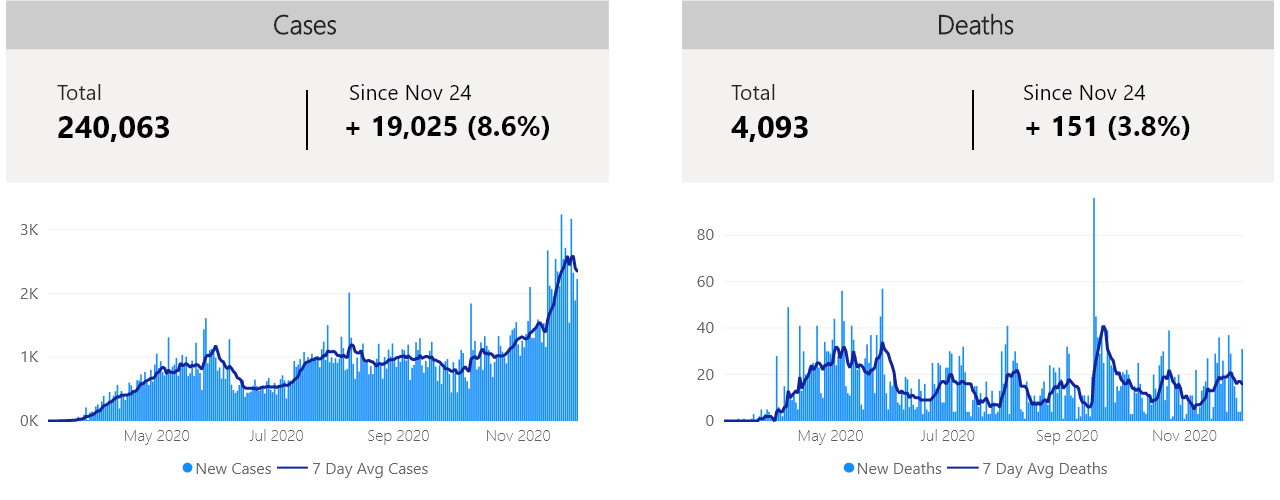 Cases
Total
240,063
Since Nov 24
+ 19,025 (8.6%)
3K
2K
1K
0K
May 2020 Jul 2020 Sep 2020 Nov 2020
New Cases 7 Day Avg Cases
Deaths
Total
4,093
Since Nov 24
+ 151 (3.8%)
80
60
40
20
0
May 2020 Jul 2020 Sep 2020 Nov 2020
New Deaths 7 Day Avg Deaths